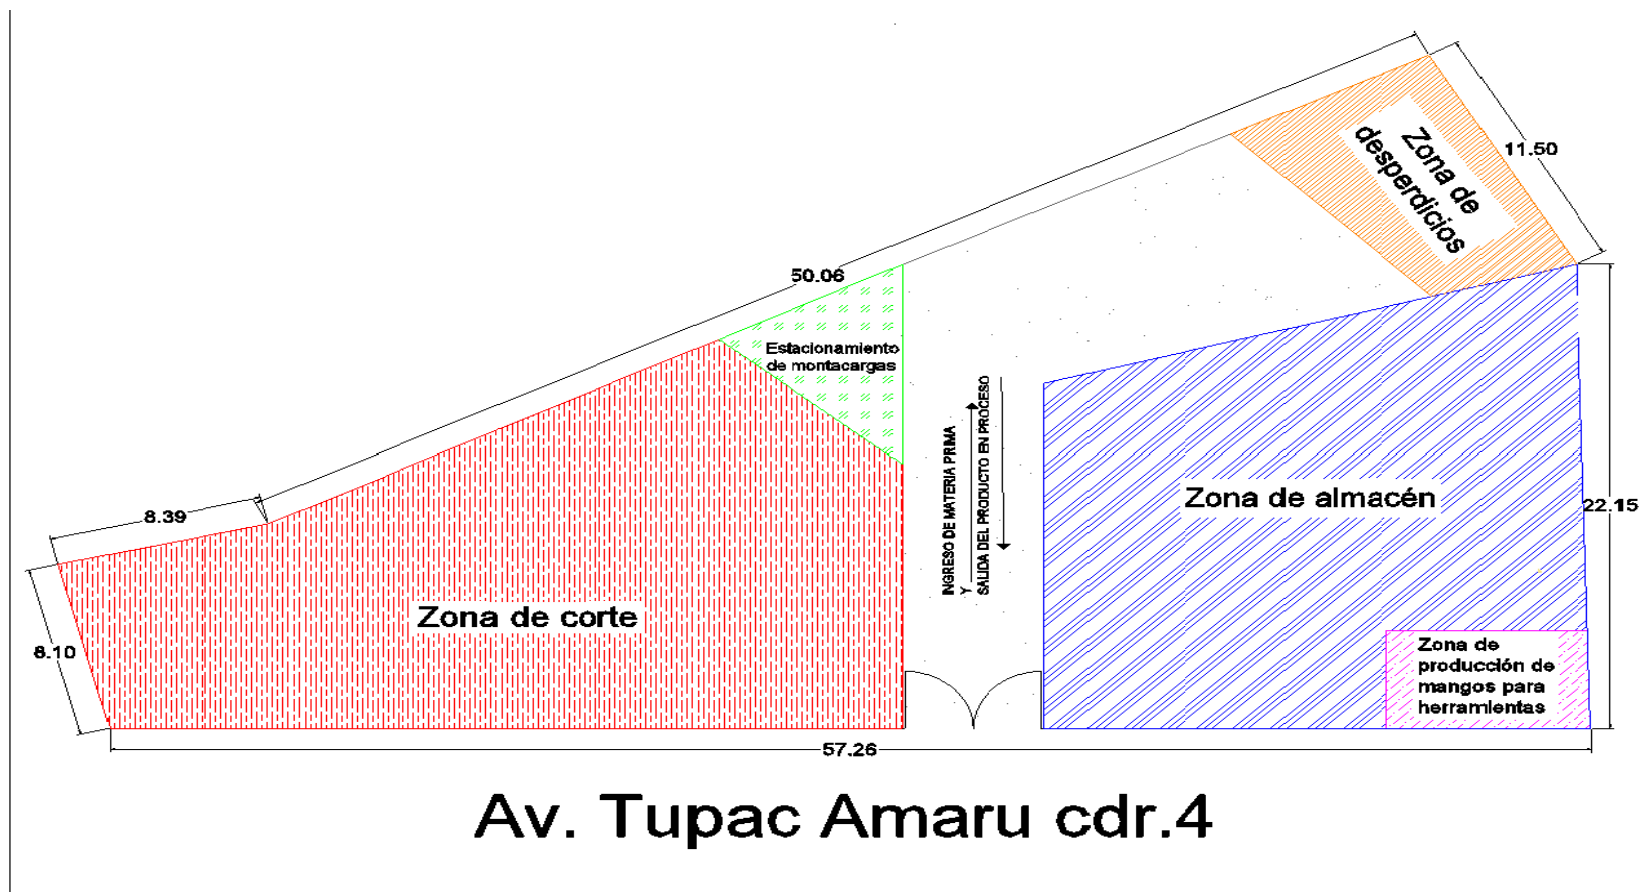 11.50
Zona de
desperdicios
50.06
Estacionamiento
de montacargas
INGRESO DE MATERIA PRIMA
Y
SALIDA DEL PRODUCTO EN PROCESO
8.39
Zona de almacén
22.15
Zona de corte
8.10
Zona de
producción de
mangos para
herramientas
57.26
Av. Tupac Amaru cdr.4